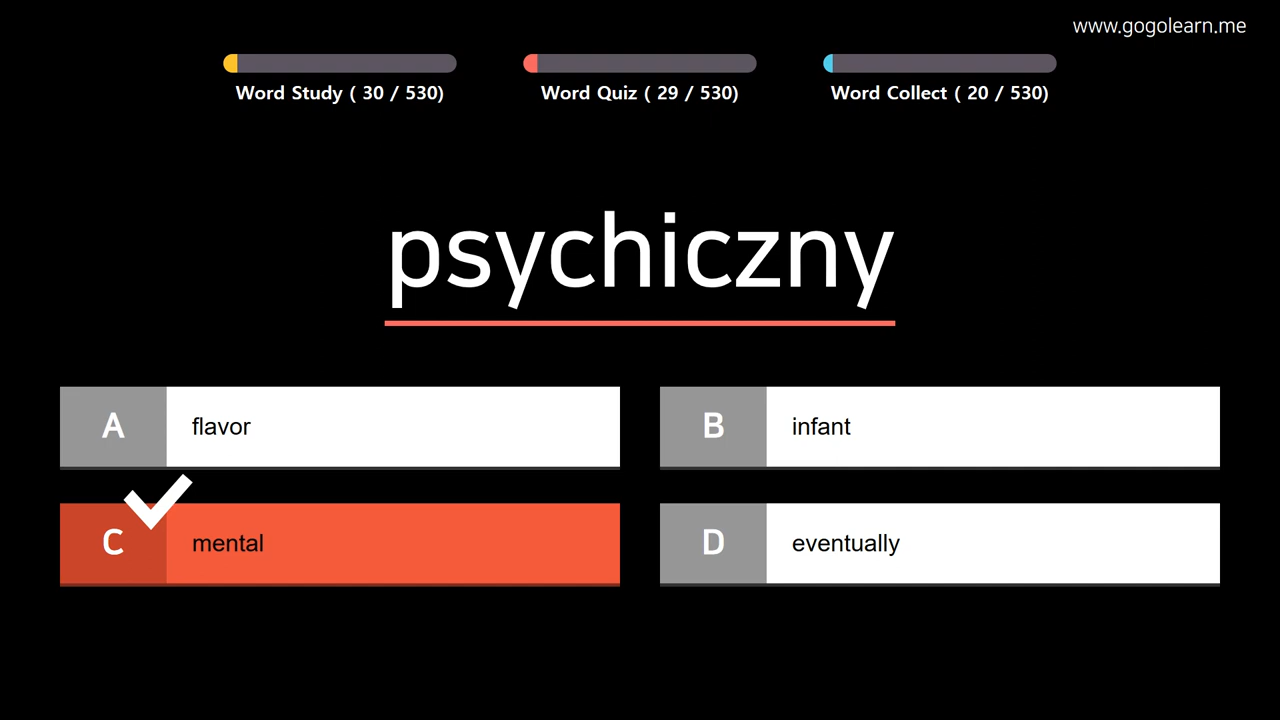 www.gogolearn.me
Word Study ( 30 / 530)
Word Quiz ( 29 / 530)
Word Collect ( 20 / 530)
psychiczny
A flavor
B infant
C mental
D eventually